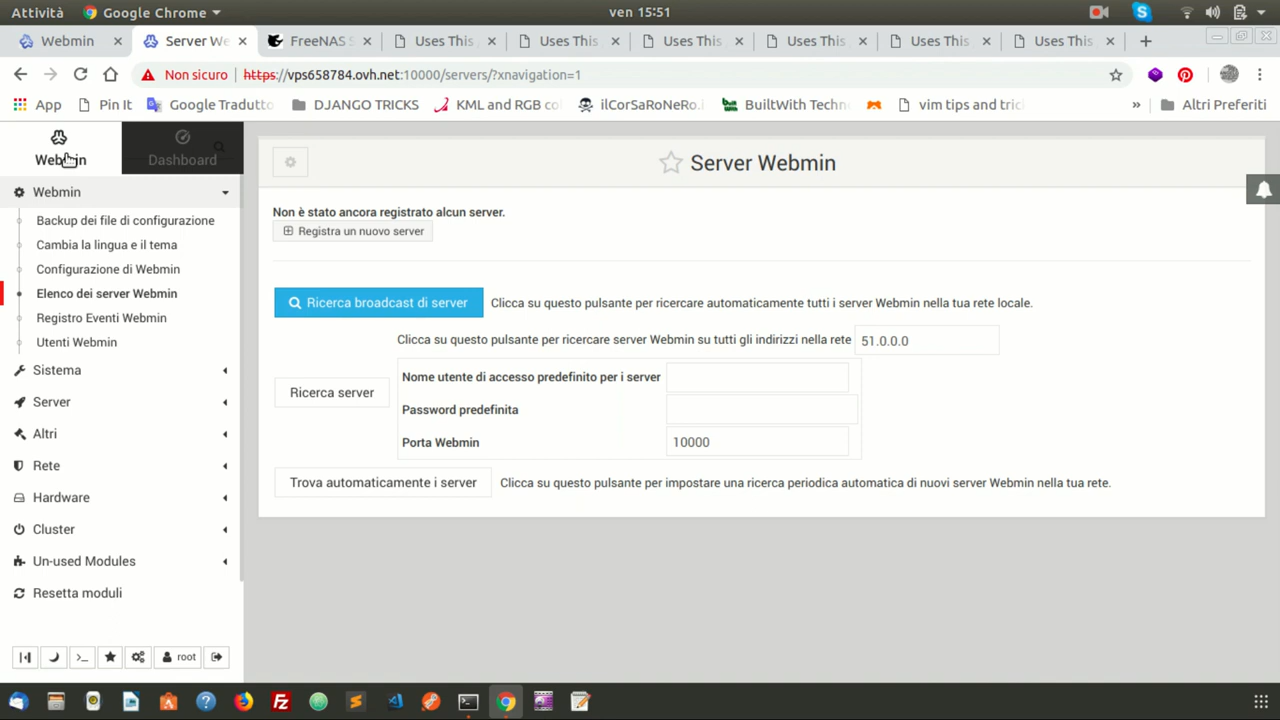 Attività
Google Chrome
ven 15:51
Webmin
Server We
FreeNAS S
Uses This
Uses This
Uses This
Uses This
Uses This
Uses This
Non sicuro
https://vps658784.ovh.net:10000/servers/?xnavigation=1
App
Pin It
Google Tradutto
DJANGO TRICKS
KML and RGB co
ilCorSaRoNeRo.i
BuiltWith Techn
vim tips and tric
»
Altri Preferiti
Webmin
Dashboard
Server Webmin
Webmin
Backup dei file di configurazione
Cambia la lingua e il tema
Configurazione di Webmin
Elenco dei server Webmin
Registro Eventi Webmin
Utenti Webmin
Sistema
Server
Altri
Rete
Hardware
Cluster
Un-used Modules
Resetta moduli
root
Non è stato ancora registrato alcun server.
Registra un nuovo server
Ricerca broadcast di server
Clicca su questo pulsante per ricercare automaticamente tutti i server Webmin nella tua rete locale.
Clicca su questo pulsante per ricercare server Webmin su tutti gli indirizzi nella rete
51.0.0.0
Ricerca server
Nome utente di accesso predefinito per i server
Password predefinita
Porta Webmin
10000
Trova automaticamente i server
Clicca su questo pulsante per impostare una ricerca periodica automatica di nuovi server Webmin nella tua rete.